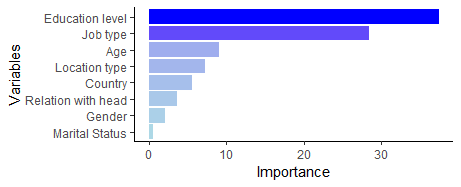 Variables
Education level
Job type
Age
Location type
Country
Relation with head
Gender
Marital Status
0 10 20 30
Importance